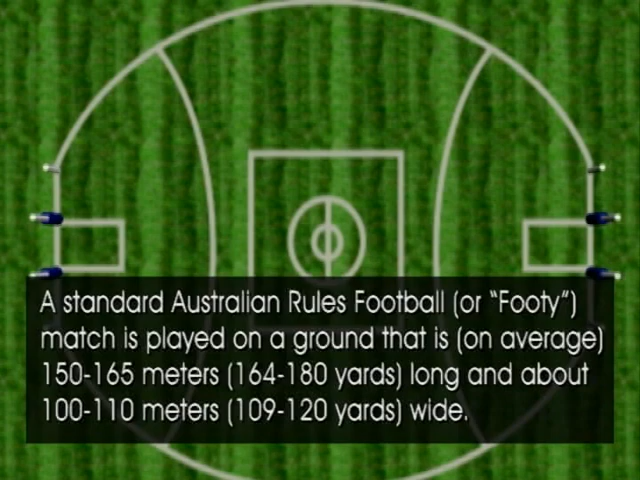 A standard Australian Rules Football (or “Footy”)
match is played on a ground that is (on average)
150-165 meters (164-180 yards) long and about
100-110 meters (109-120 yards) wide.